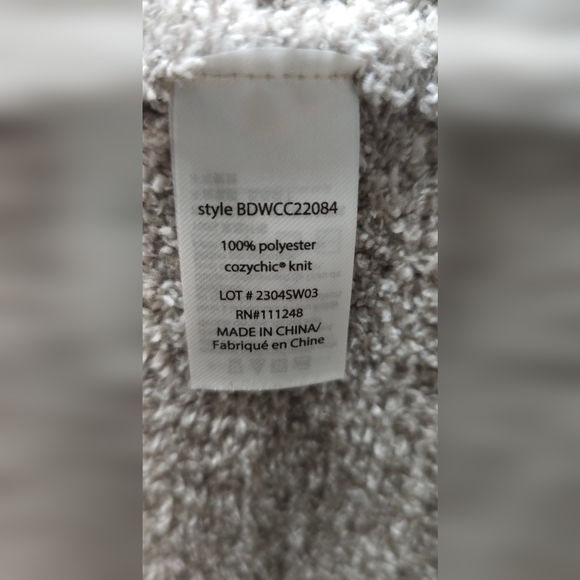 style BDWCC22084
100% polyester
cozychic® knit
LOT # 2304SW03
RN#111248
MADE IN CHINA/
Fabriqué en Chine